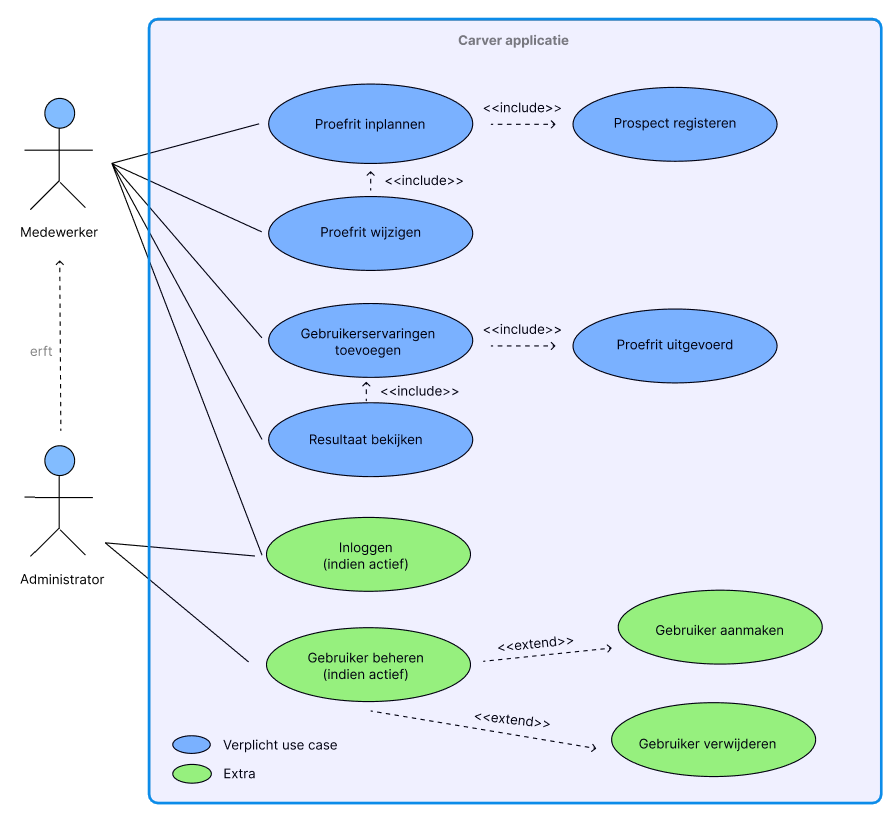 Carver applicatie
Proefrit inplannen
<<include>>
Prospect registeren
<<include>>
Medewerker
Proefrit wijzigen
erft
Gebruikerservaringen
toevoegen
<<include>>
Proefrit uitgevoerd
<<include>>
Resultaat bekijken
Administrator
Inloggen
(indien actief)
Gebruiker beheren
(indien actief)
<<extend>>
Gebruiker aanmaken
<<extend>>
Gebruiker verwijderen
Verplicht use case
Extra